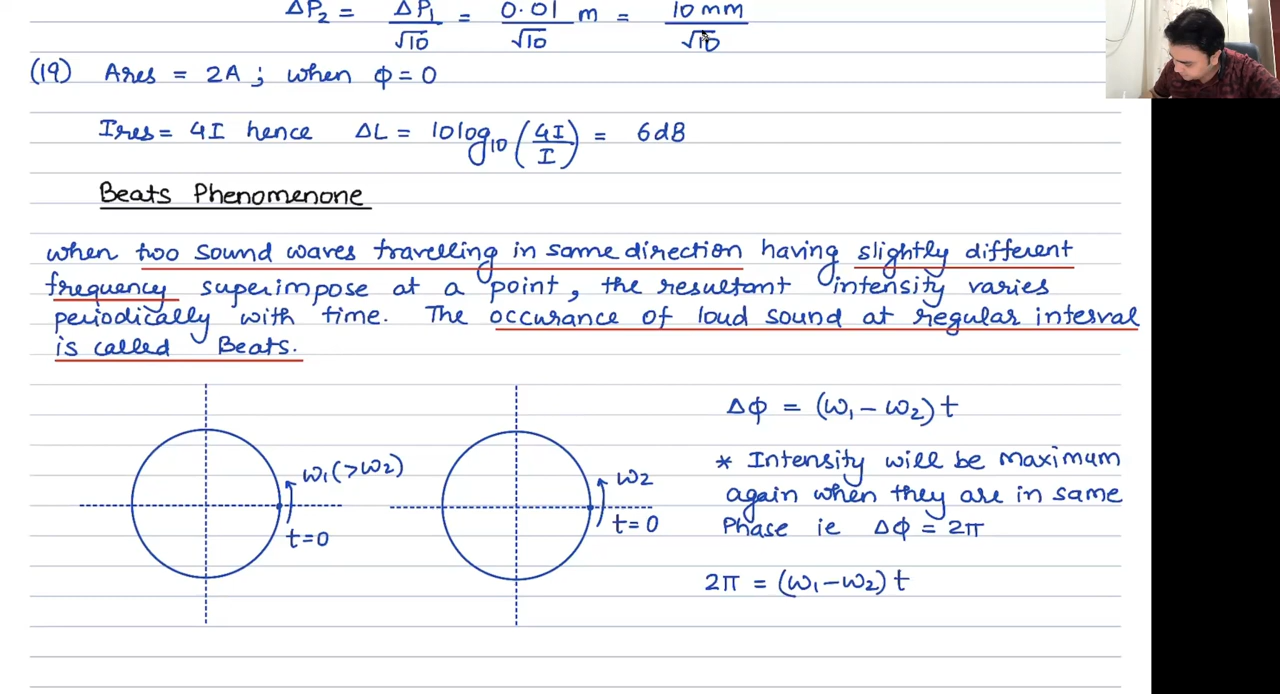 ΔP₂ = ΔP₁/√10 = 0.01/√10 m = 10 mm/√10
(19) Ares = 2A ; when φ = 0
Ires = 4I hence ΔL = 10log₁₀(4I/I) = 6dB
Beats Phenomenone
when two sound waves travelling in same direction having slightly different
frequency superimpose at a point, the resultant intensity varies
periodically with time. The occurance of loud sound at regular interval
is called Beats.
ω₁(>ω₂)
t=0
ω₂
t=0
Δφ = (ω₁ − ω₂)t
* Intensity will be maximum
again when they are in same
Phase ie Δφ = 2π
2π = (ω₁−ω₂)t